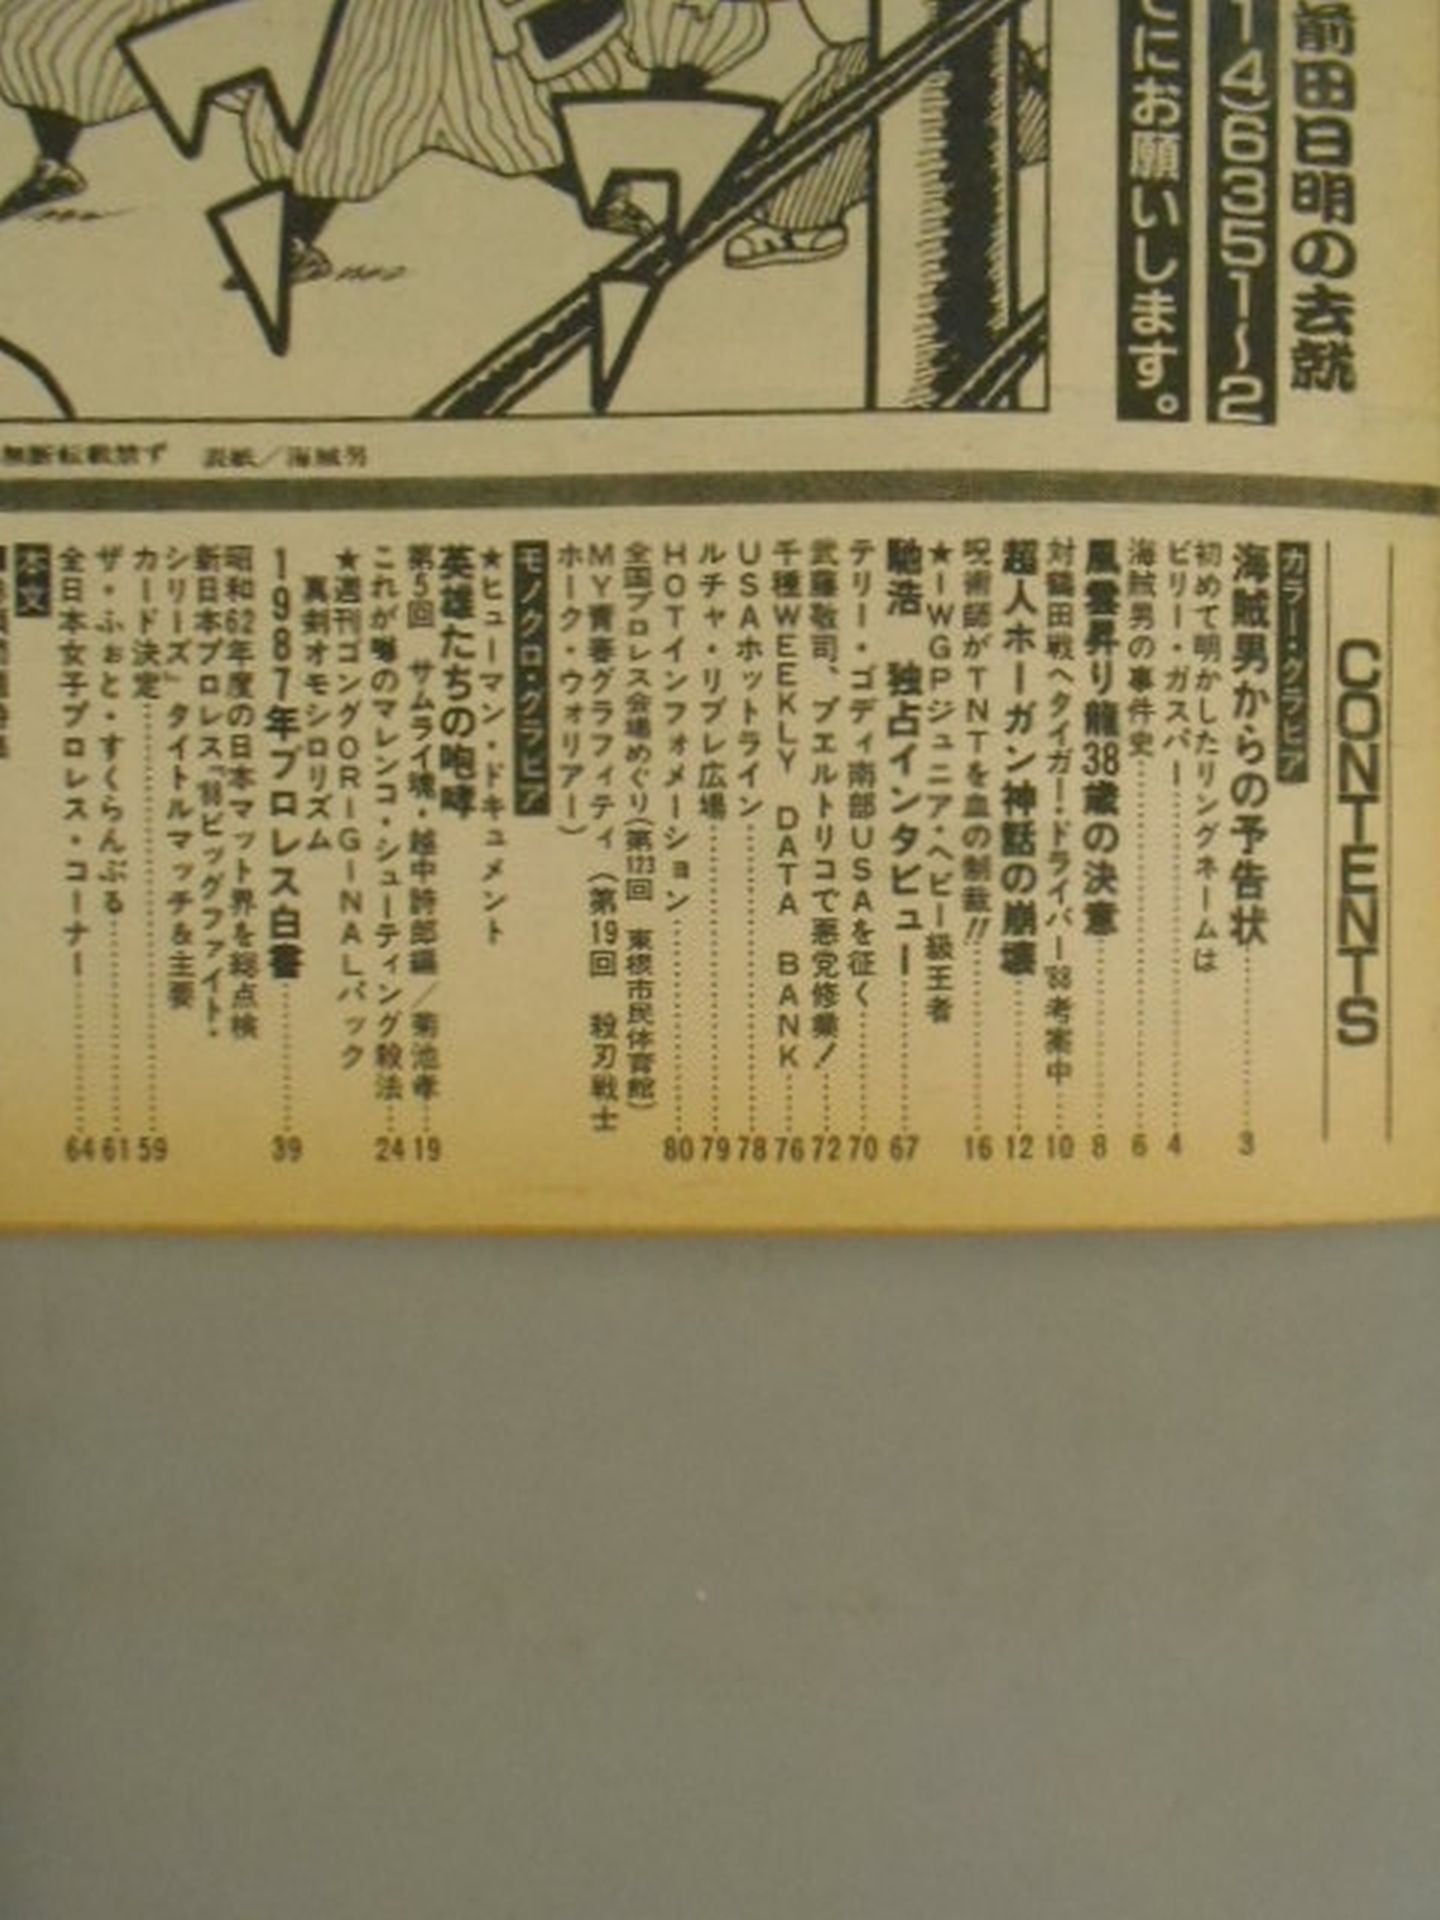 前田日明の去就
14(635)1~2
にお願いします。
無断転載禁ず 表紙/海賊男
CONTENTS
カラー・グラビア
海賊男からの予告状 3
初めて明かしたリングネームは
ビリー・ガスパー 4
海賊男の事件史 6
風雲昇り龍38歳の決意 8
対鶴田戦へタイガー・ドライバー'88考案中 10
超人ホーガン神話の崩壊 12
呪術師がTNTを血の制裁!! 16
★IWGPジュニア・ヘビー級王者
馳浩 独占インタビュー 67
テリー・ゴディ南部USAを征く 70
武藤敬司、プエルトリコで悪党修業! 72
千種WEEKLY DATA BANK 76
USAホットライン 78
ルチャ・リブレ広場 79
HOTインフォメーション 80
全国プロレス会場めぐり(第123回 東根市民体育館)
MY青春グラフィティ(第19回 殺刃戦士
ホーク・ウォリアー)
モノクロ・グラビア
★ヒューマン・ドキュメント
英雄たちの咆哮
第5回 サムライ魂・越中詩郎編/菊池孝 19
これが噂のマレンコ・シューティング殺法 24
★週刊ゴングORIGINALパック
真剣オモシロリズム
1987年プロレス白書 39
昭和62年度の日本マット界を総点検
新日本プロレス「'88ビッグファイト・
シリーズ」タイトルマッチ&主要
カード決定 59
ザ・ふぉと・すくらんぶる 61
全日本女子プロレス・コーナー 64
本文